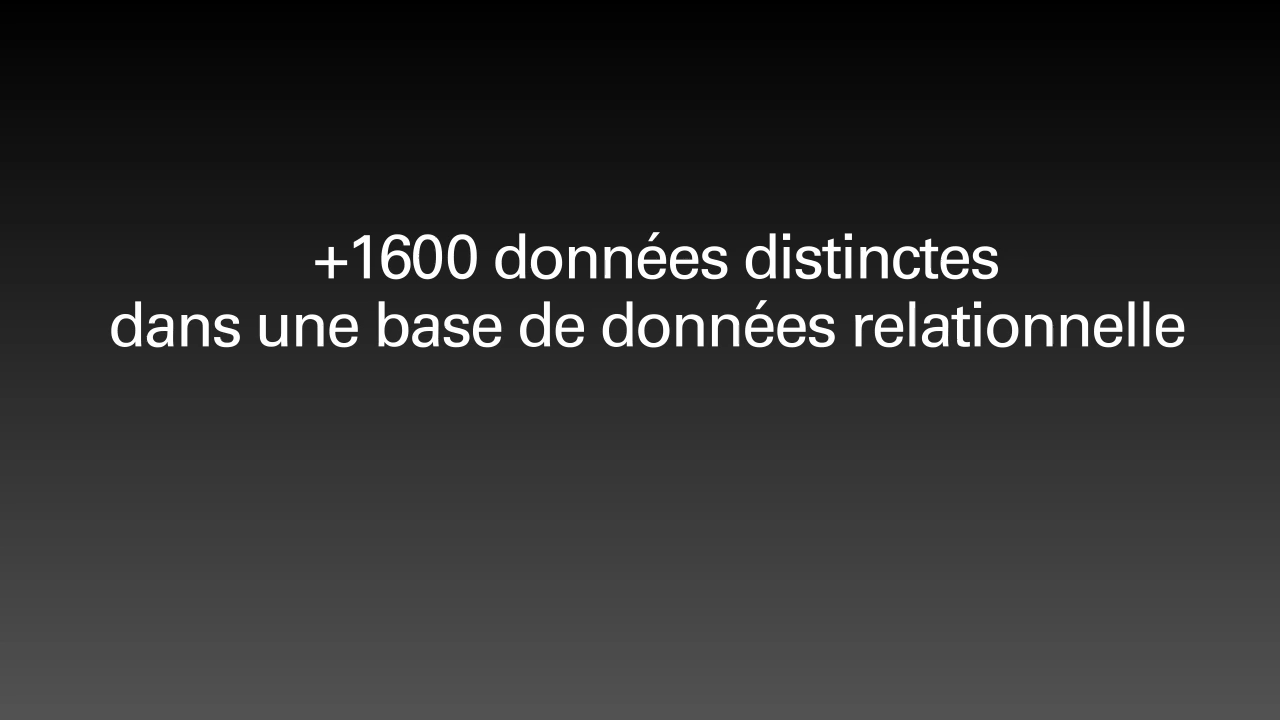 +1600 données distinctes
dans une base de données relationnelle